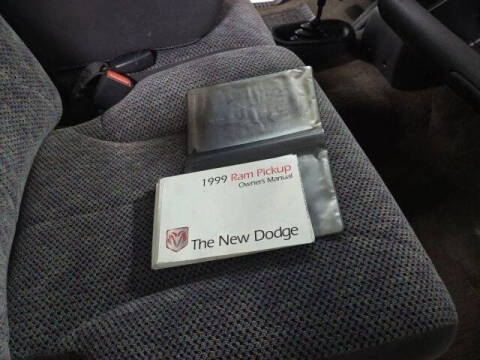 1999 Ram Pickup
Owner's Manual
The New Dodge